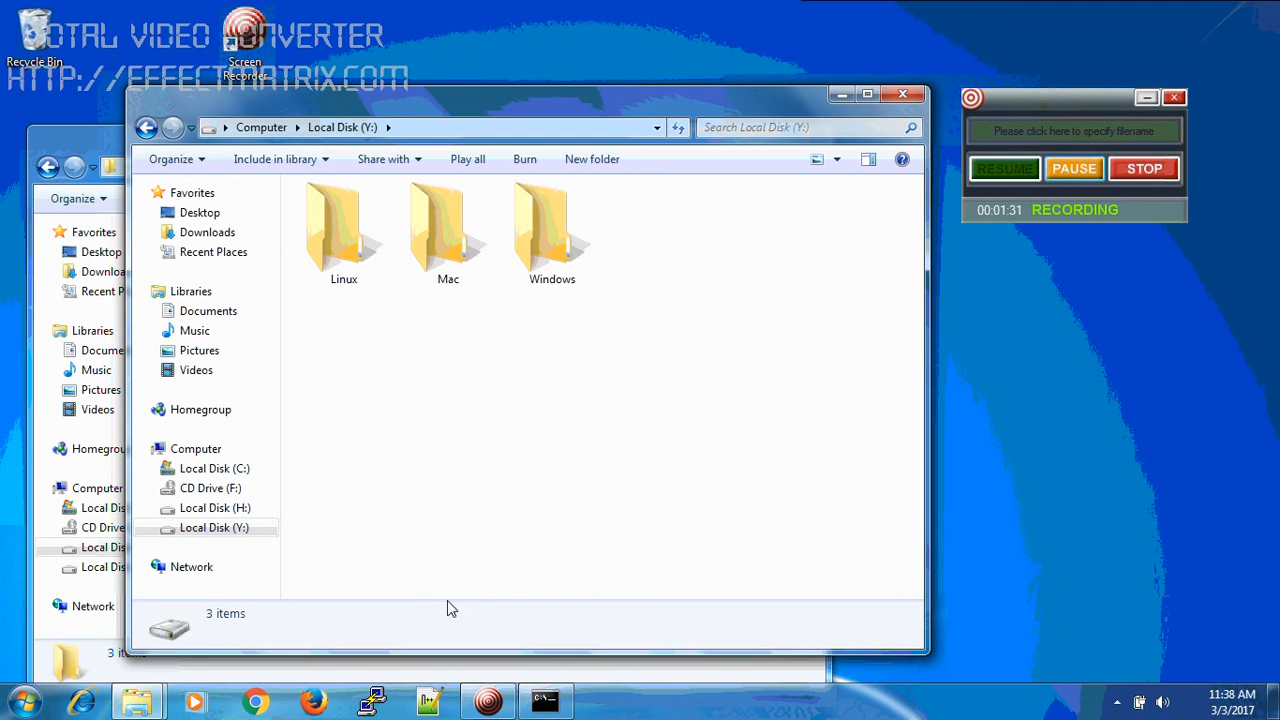 TOTAL VIDEO CONVERTER
HTTP://EFFECTMATRIX.COM
Recycle Bin
Screen
Recorder
Computer
Local Disk (Y:)
Search Local Disk (Y:)
Organize
Include in library
Share with
Play all
Burn
New folder
Favorites
Desktop
Downloads
Recent Places
Libraries
Documents
Music
Pictures
Videos
Homegroup
Computer
Local Disk (C:)
CD Drive (F:)
Local Disk (H:)
Local Disk (Y:)
Network
Linux
Mac
Windows
3 items
Organize
Favorites
Desktop
Downloa
Recent P
Libraries
Docume
Music
Pictures
Videos
Homegrou
Computer
Local Dis
CD Drive
Local Dis
Local Dis
Network
3 it
Please click here to specify filename
RESUME PAUSE STOP
00:01:31 RECORDING
C:\
11:38 AM
3/3/2017